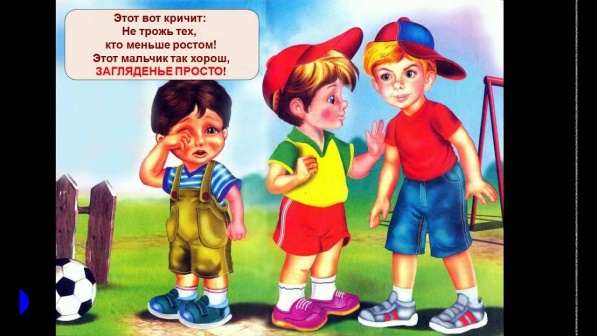 Этот вот кричит:
Не трожь тех,
кто меньше ростом!
Этот мальчик так хорош,
ЗАГЛЯДЕНЬЕ ПРОСТО!